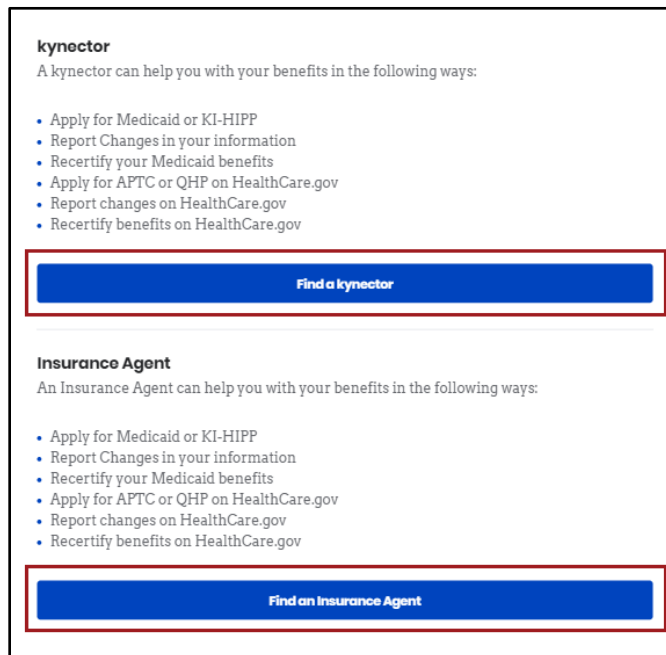 kynector
A kynector can help you with your benefits in the following ways:
• Apply for Medicaid or KI-HIPP
• Report Changes in your information
• Recertify your Medicaid benefits
• Apply for APTC or QHP on HealthCare.gov
• Report changes on HealthCare.gov
• Recertify benefits on HealthCare.gov
Find a kynector
Insurance Agent
An Insurance Agent can help you with your benefits in the following ways:
• Apply for Medicaid or KI-HIPP
• Report Changes in your information
• Recertify your Medicaid benefits
• Apply for APTC or QHP on HealthCare.gov
• Report changes on HealthCare.gov
• Recertify benefits on HealthCare.gov
Find an Insurance Agent